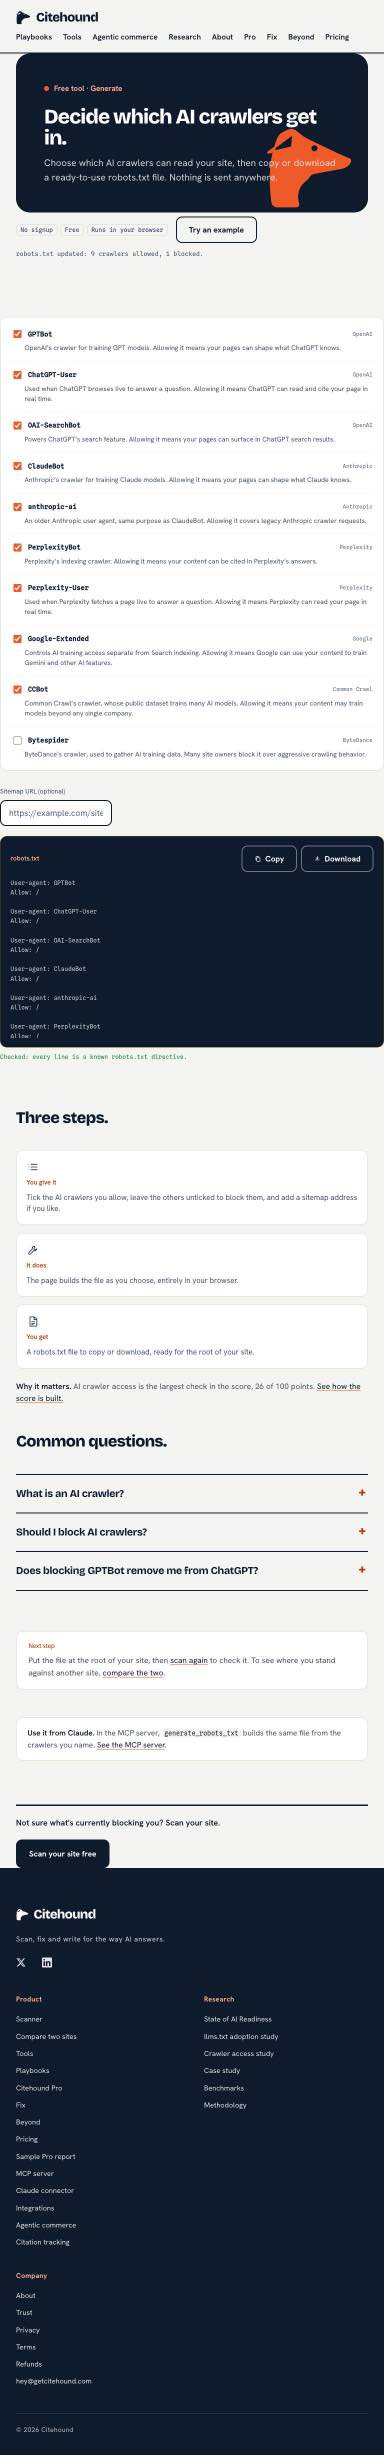 Citehound
Playbooks Tools Agentic commerce Research About Pro Fix Beyond Pricing
Free tool · Generate
Decide which AI crawlers get
in.
Choose which AI crawlers can read your site, then copy or download
a ready-to-use robots.txt file. Nothing is sent anywhere.
No signup Free Runs in your browser Try an example
robots.txt updated: 9 crawlers allowed, 1 blocked.
GPTBot OpenAI
OpenAI's crawler for training GPT models. Allowing it means your pages can shape what ChatGPT knows.
ChatGPT-User OpenAI
Used when ChatGPT browses live to answer a question. Allowing it means ChatGPT can read and cite your page in
real time.
OAI-SearchBot OpenAI
Powers ChatGPT's search feature. Allowing it means your pages can surface in ChatGPT search results.
ClaudeBot Anthropic
Anthropic's crawler for training Claude models. Allowing it means your pages can shape what Claude knows.
anthropic-ai Anthropic
An older Anthropic user agent, same purpose as ClaudeBot. Allowing it covers legacy Anthropic crawler requests.
PerplexityBot Perplexity
Perplexity's indexing crawler. Allowing it means your content can be cited in Perplexity's answers.
Perplexity-User Perplexity
Used when Perplexity fetches a page live to answer a question. Allowing it means Perplexity can read your page in
real time.
Google-Extended Google
Controls AI training access separate from Search indexing. Allowing it means Google can use your content to train
Gemini and other AI features.
CCBot Common Crawl
Common Crawl's crawler, whose public dataset trains many AI models. Allowing it means your content may train
models beyond any single company.
Bytespider ByteDance
ByteDance's crawler, used to gather AI training data. Many site owners block it over aggressive crawling behavior.
Sitemap URL (optional)
https://example.com/site
robots.txt Copy Download
User-agent: GPTBot
Allow: /
User-agent: ChatGPT-User
Allow: /
User-agent: OAI-SearchBot
Allow: /
User-agent: ClaudeBot
Allow: /
User-agent: anthropic-ai
Allow: /
User-agent: PerplexityBot
Allow: /
Checked: every line is a known robots.txt directive.
Three steps.
You give it
Tick the AI crawlers you allow, leave the others unticked to block them, and add a sitemap address
if you like.
It does
The page builds the file as you choose, entirely in your browser.
You get
A robots.txt file to copy or download, ready for the root of your site.
Why it matters. AI crawler access is the largest check in the score, 26 of 100 points. See how the
score is built.
Common questions.
What is an AI crawler? +
Should I block AI crawlers? +
Does blocking GPTBot remove me from ChatGPT? +
Next step
Put the file at the root of your site, then scan again to check it. To see where you stand
against another site, compare the two.
Use it from Claude. In the MCP server, generate_robots_txt builds the same file from the
crawlers you name. See the MCP server.
Not sure what's currently blocking you? Scan your site.
Scan your site free
Citehound
Scan, fix and write for the way AI answers.
Product
Scanner
Compare two sites
Tools
Playbooks
Citehound Pro
Fix
Beyond
Pricing
Sample Pro report
MCP server
Claude connector
Integrations
Agentic commerce
Citation tracking
Research
State of AI Readiness
llms.txt adoption study
Crawler access study
Case study
Benchmarks
Methodology
Company
About
Trust
Privacy
Terms
Refunds
hey@getcitehound.com
© 2026 Citehound